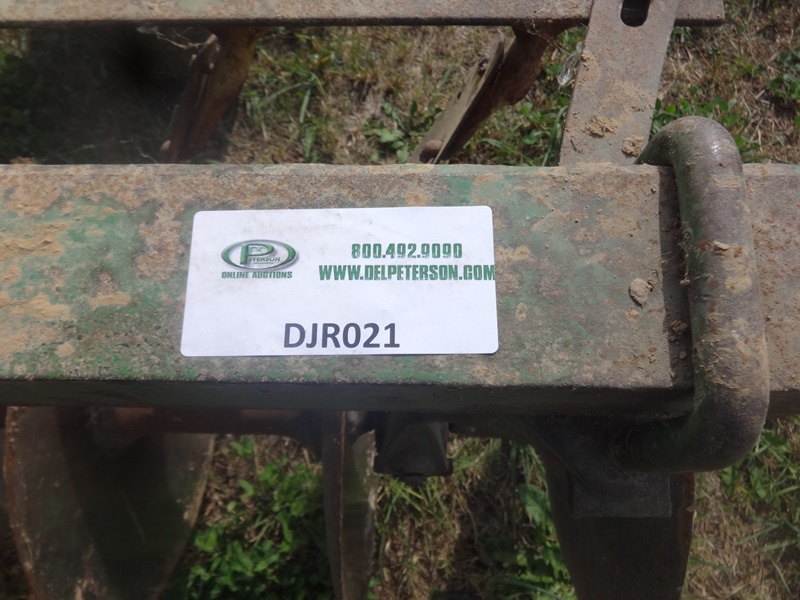 PETERSON
ONLINE AUCTIONS
800.492.9090
WWW.DELPETERSON.COM
DJR021